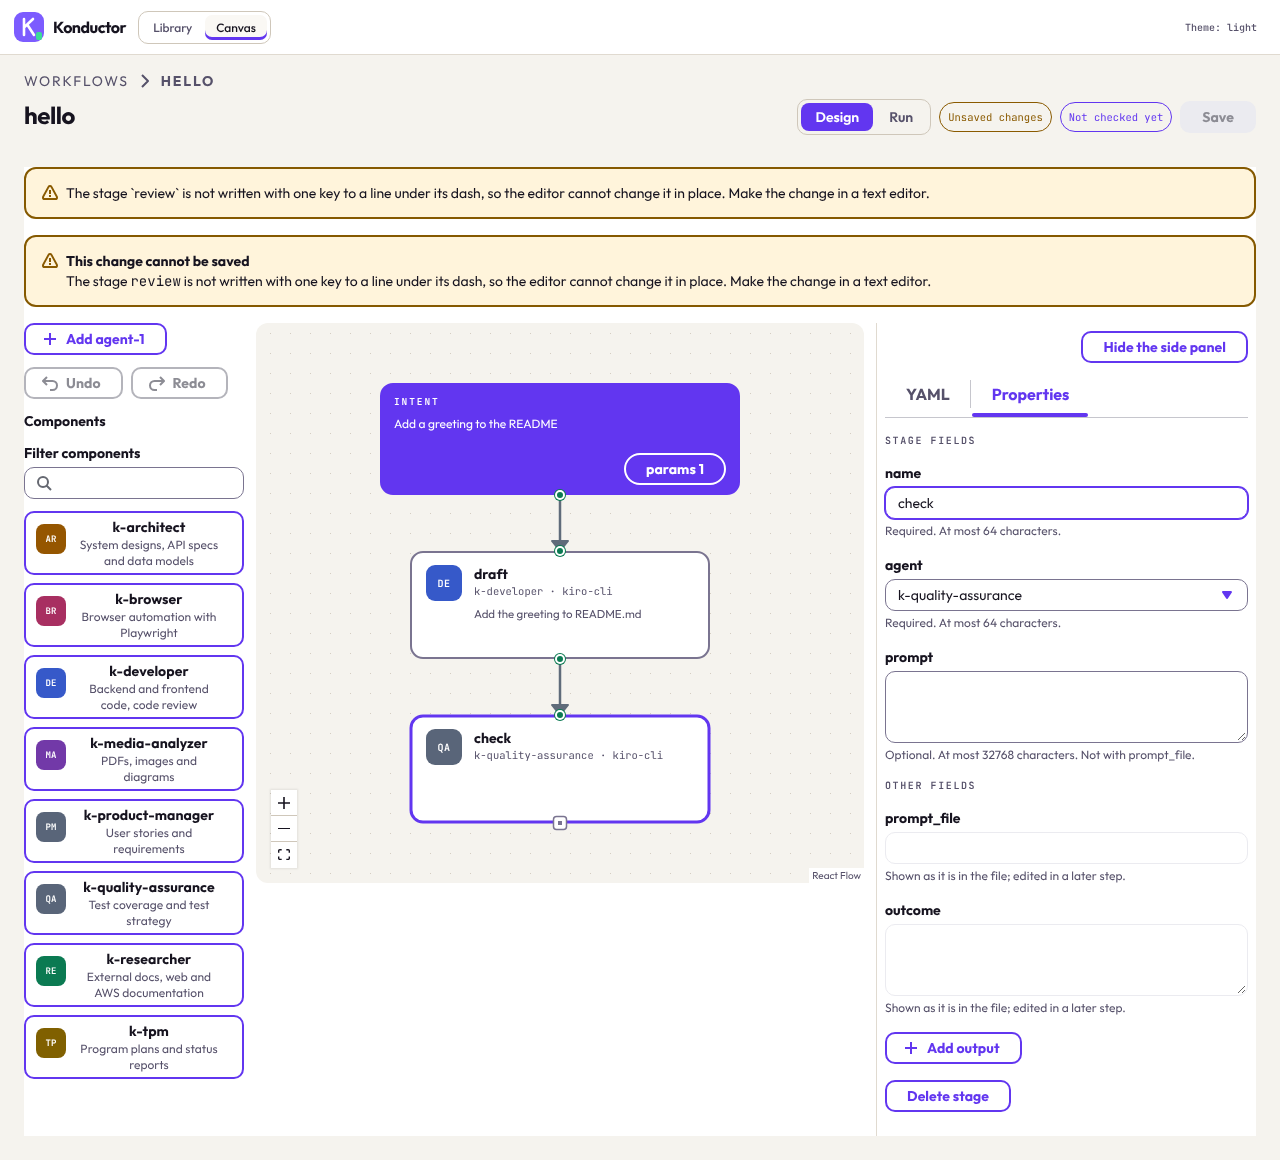 Konductor
Library
Canvas
Theme: light
WORKFLOWS > HELLO
hello
Design
Run
Unsaved changes
Not checked yet
Save
The stage `review` is not written with one key to a line under its dash, so the editor cannot change it in place. Make the change in a text editor.
This change cannot be saved
The stage review is not written with one key to a line under its dash, so the editor cannot change it in place. Make the change in a text editor.
Add agent-1
Undo
Redo
Components
Filter components
AR
k-architect
System designs, API specs
and data models
BR
k-browser
Browser automation with
Playwright
DE
k-developer
Backend and frontend
code, code review
MA
k-media-analyzer
PDFs, images and
diagrams
PM
k-product-manager
User stories and
requirements
QA
k-quality-assurance
Test coverage and test
strategy
RE
k-researcher
External docs, web and
AWS documentation
TP
k-tpm
Program plans and status
reports
INTENT
Add a greeting to the README
params 1
DE
draft
k-developer · kiro-cli
Add the greeting to README.md
QA
check
k-quality-assurance · kiro-cli
React Flow
Hide the side panel
YAML
Properties
STAGE FIELDS
name
check
Required. At most 64 characters.
agent
k-quality-assurance
Required. At most 64 characters.
prompt
Optional. At most 32768 characters. Not with prompt_file.
OTHER FIELDS
prompt_file
Shown as it is in the file; edited in a later step.
outcome
Shown as it is in the file; edited in a later step.
Add output
Delete stage